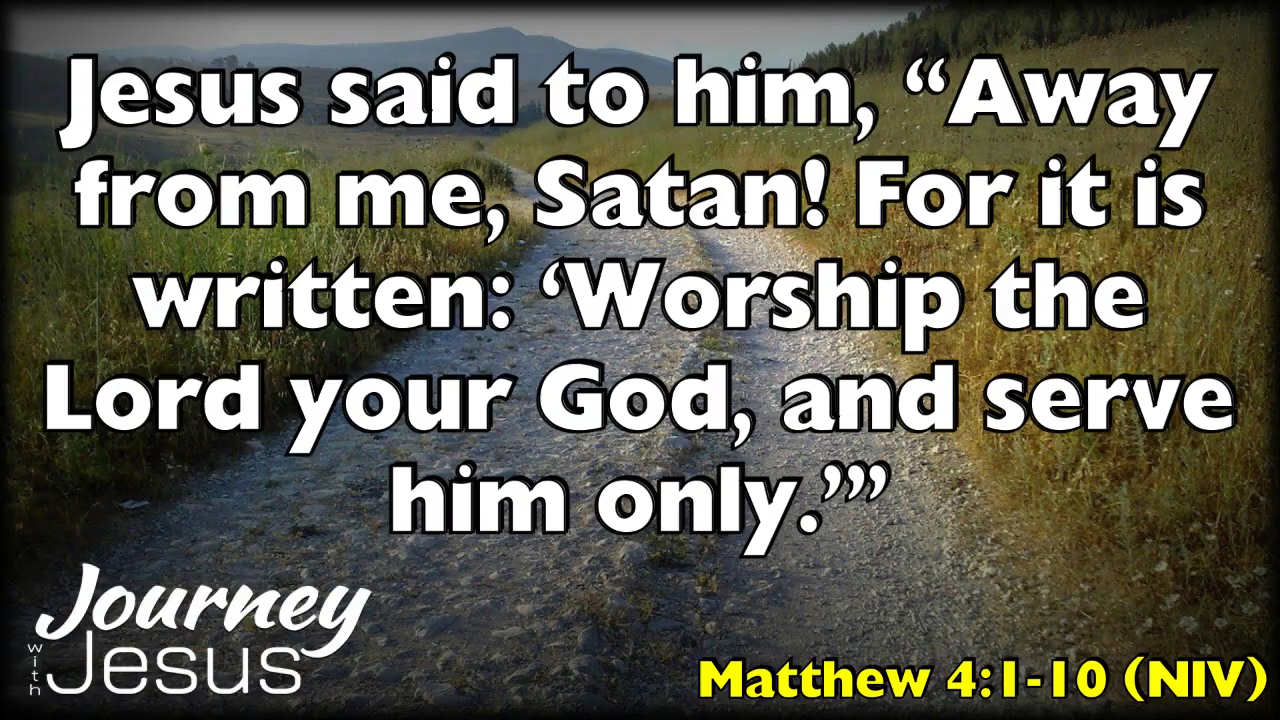 Jesus said to him, “Away
from me, Satan! For it is
written: ‘Worship the
Lord your God, and serve
him only.’”
Journey
with
Jesus
Matthew 4:1-10 (NIV)